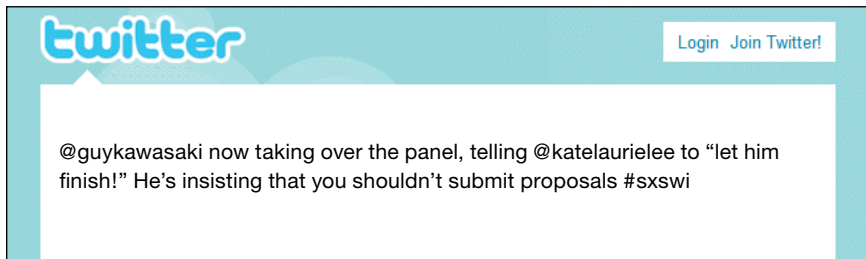 twitter
Login Join Twitter!
@guykawasaki now taking over the panel, telling @katelaurielee to “let him
finish!” He’s insisting that you shouldn’t submit proposals #sxswi